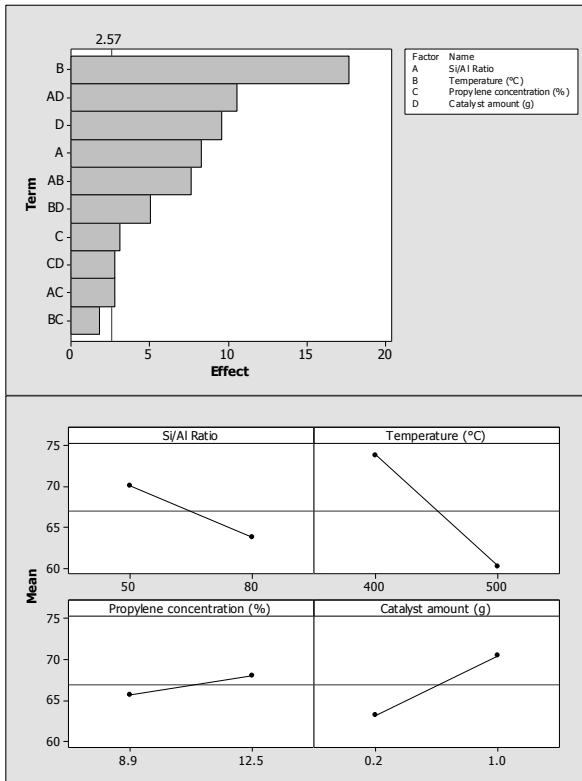 2.57
Term
B
AD
D
A
AB
BD
C
CD
AC
BC
0 5 10 15 20
Effect
Factor Name
A Si/Al Ratio
B Temperature (°C)
C Propylene concentration (%)
D Catalyst amount (g)
Mean
Si/Al Ratio Temperature (°C)
75
70
65
60
50 80 400 500
Propylene concentration (%) Catalyst amount (g)
75
70
65
60
8.9 12.5 0.2 1.0